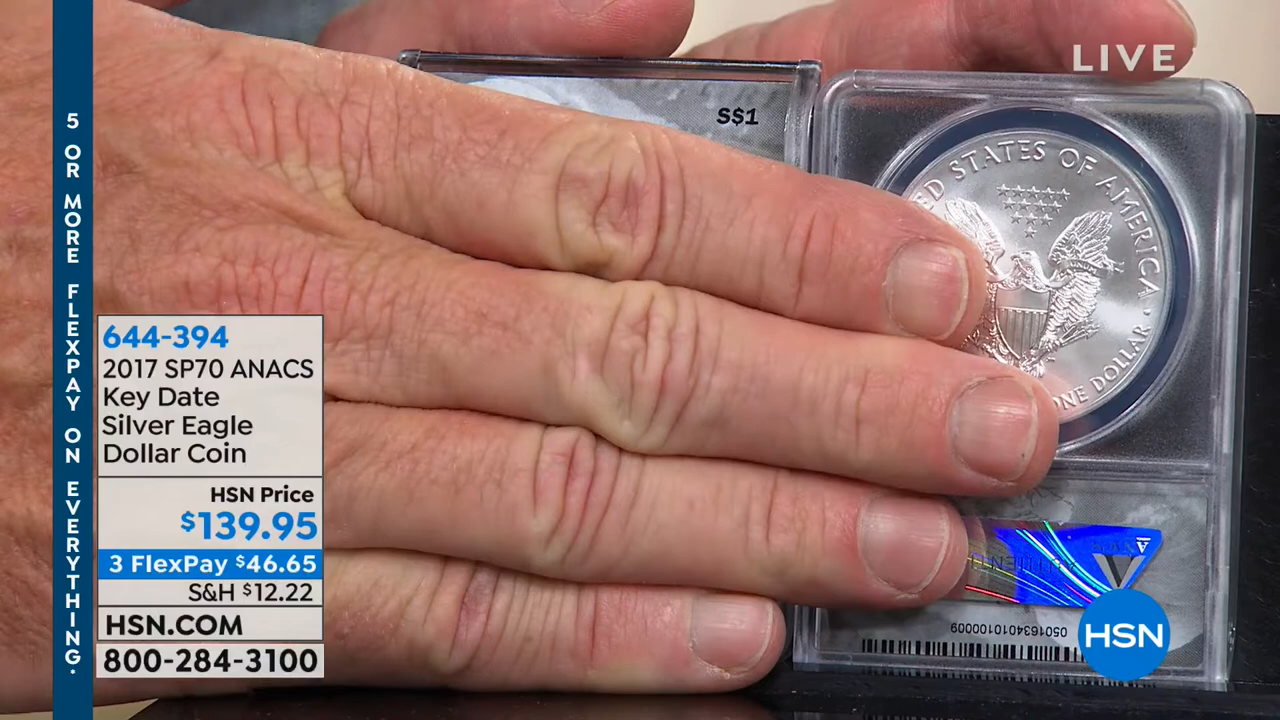 LIVE
5 OR MORE FLEXPAY ON EVERYTHING.
S$1
STATES OF AMERICA
ONE DOLLAR
644-394
2017 SP70 ANACS
Key Date
Silver Eagle
Dollar Coin
HSN Price
$139.95
3 FlexPay $46.65
S&H $12.22
HSN.COM
800-284-3100
0501634010100009
HSN